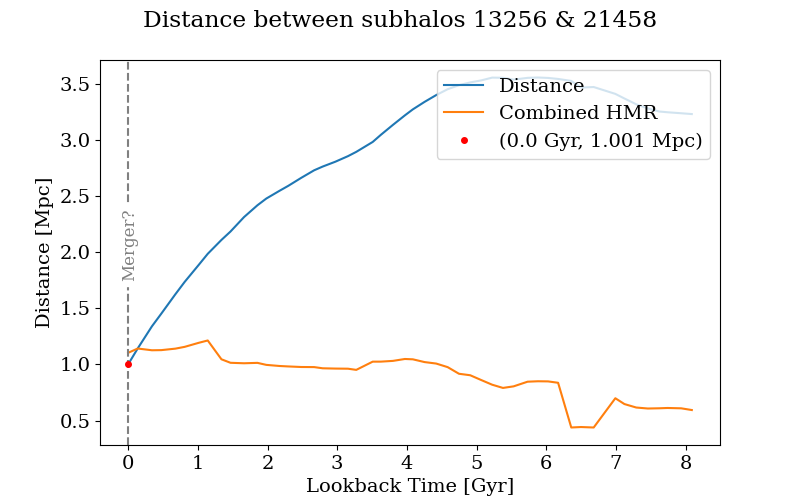 Distance between subhalos 13256 & 21458
Distance
Combined HMR
(0.0 Gyr, 1.001 Mpc)
Merger?
Distance [Mpc]
3.5
3.0
2.5
2.0
1.5
1.0
0.5
0 1 2 3 4 5 6 7 8
Lookback Time [Gyr]